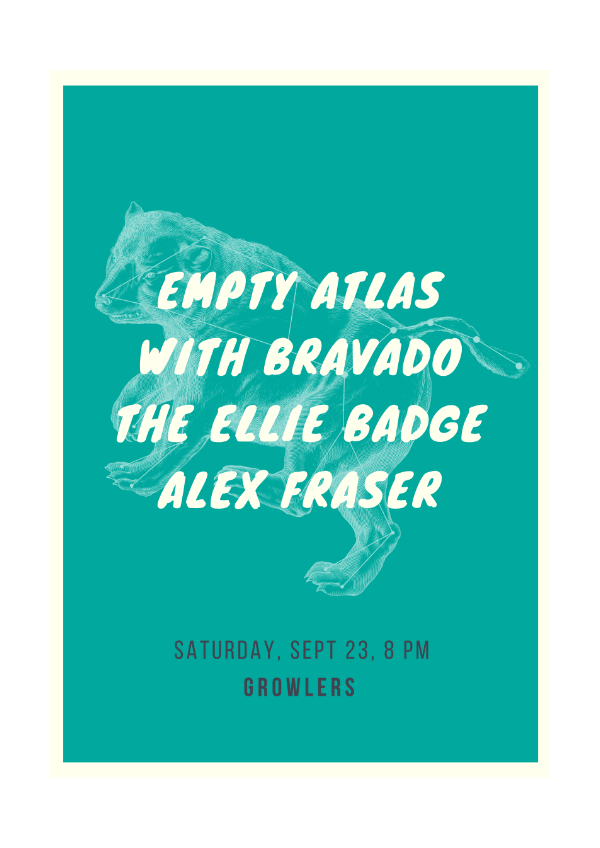 EMPTY ATLAS
WITH BRAVADO
THE ELLIE BADGE
ALEX FRASER
SATURDAY, SEPT 23, 8 PM
GROWLERS